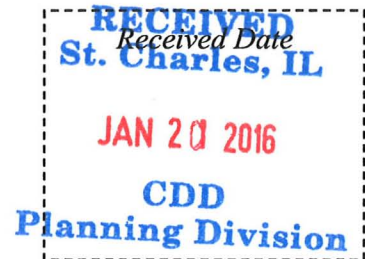 RECEIVED
Received Date
St. Charles, IL
JAN 20 2016
CDD
Planning Division